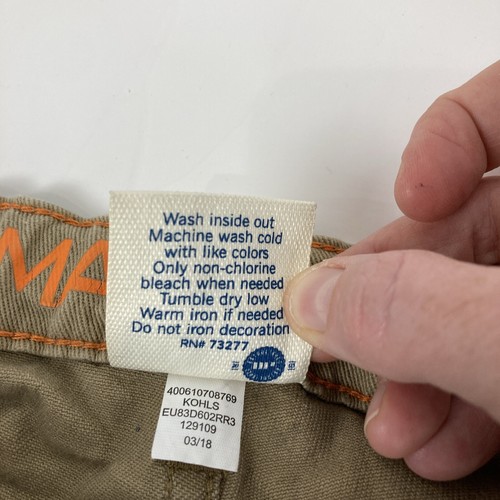 MA
Wash inside out
Machine wash cold
with like colors
Only non-chlorine
bleach when needed
Tumble dry low
Warm iron if needed
Do not iron decoration
RN# 73277
400610708769
KOHLS
EU83D602RR3
129109
03/18